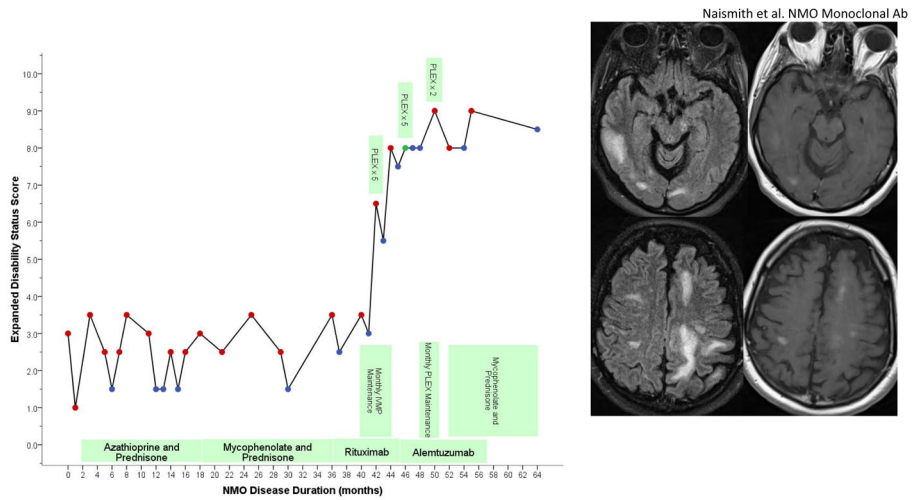 Naismith et al. NMO Monoclonal Ab
Expanded Disability Status Score
10.0
9.0
8.0
7.0
6.0
5.0
4.0
3.0
2.0
1.0
0.0
PLEX x 5
PLEX x 5
PLEX x 2
Monthly IVMP
Maintenance
Monthly PLEX Maintenance
Mycophenolate and
Prednisone
Azathioprine and
Prednisone
Mycophenolate and
Prednisone
Rituximab
Alemtuzumab
0 2 4 6 8 10 12 14 16 18 20 22 24 26 28 30 32 34 36 38 40 42 44 46 48 50 52 54 56 58 60 62 64
NMO Disease Duration (months)